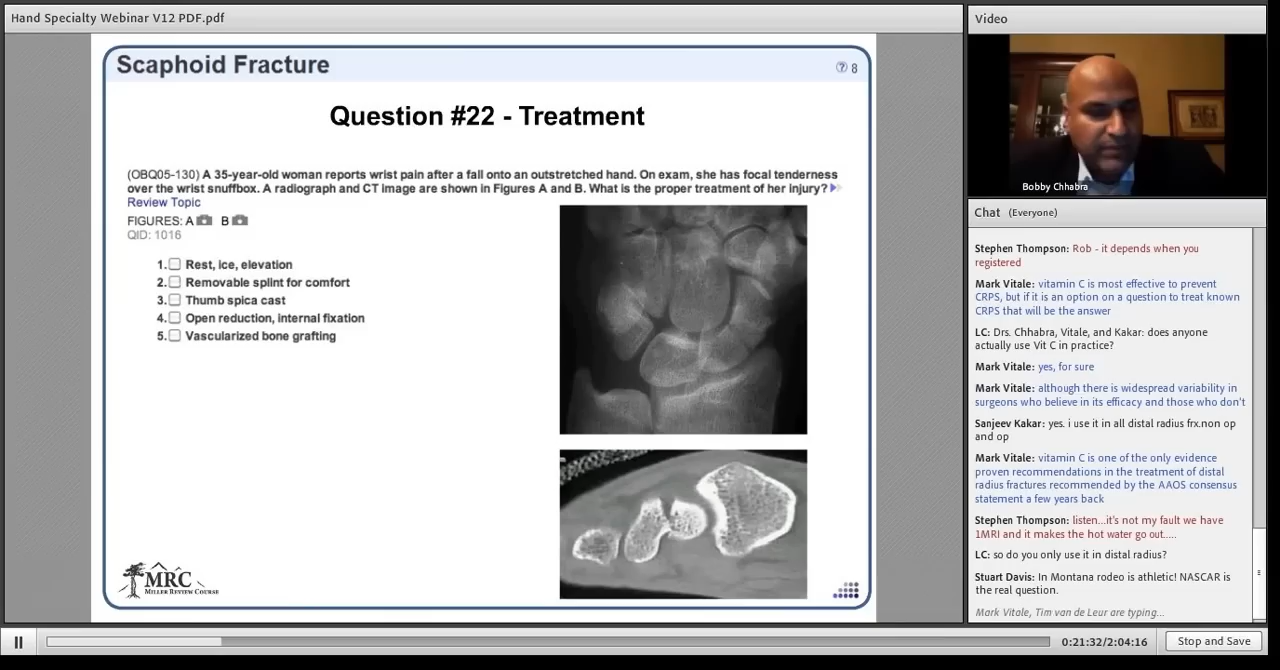 Hand Specialty Webinar V12 PDF.pdf
Scaphoid Fracture
8
Question #22 - Treatment
(OBQ05-130) A 35-year-old woman reports wrist pain after a fall onto an outstretched hand. On exam, she has focal tenderness
over the wrist snuffbox. A radiograph and CT image are shown in Figures A and B. What is the proper treatment of her injury?
Review Topic
FIGURES: A B
QID: 1016
1. Rest, ice, elevation
2. Removable splint for comfort
3. Thumb spica cast
4. Open reduction, internal fixation
5. Vascularized bone grafting
MRC
MILLER REVIEW COURSE
Video
Bobby Chhabra
Chat (Everyone)
Stephen Thompson: Rob - it depends when you
registered
Mark Vitale: vitamin C is most effective to prevent
CRPS, but if it is an option on a question to treat known
CRPS that will be the answer
LC: Drs. Chhabra, Vitale, and Kakar: does anyone
actually use Vit C in practice?
Mark Vitale: yes, for sure
Mark Vitale: although there is widespread variability in
surgeons who believe in its efficacy and those who don't
Sanjeev Kakar: yes. i use it in all distal radius frx.non op
and op
Mark Vitale: vitamin C is one of the only evidence
proven recommendations in the treatment of distal
radius fractures recommended by the AAOS consensus
statement a few years back
Stephen Thompson: listen...it's not my fault we have
1MRI and it makes the hot water go out.....
LC: so do you only use it in distal radius?
Stuart Davis: In Montana rodeo is athletic! NASCAR is
the real question.
Mark Vitale, Tim van de Leur are typing...
0:21:32/2:04:16
Stop and Save